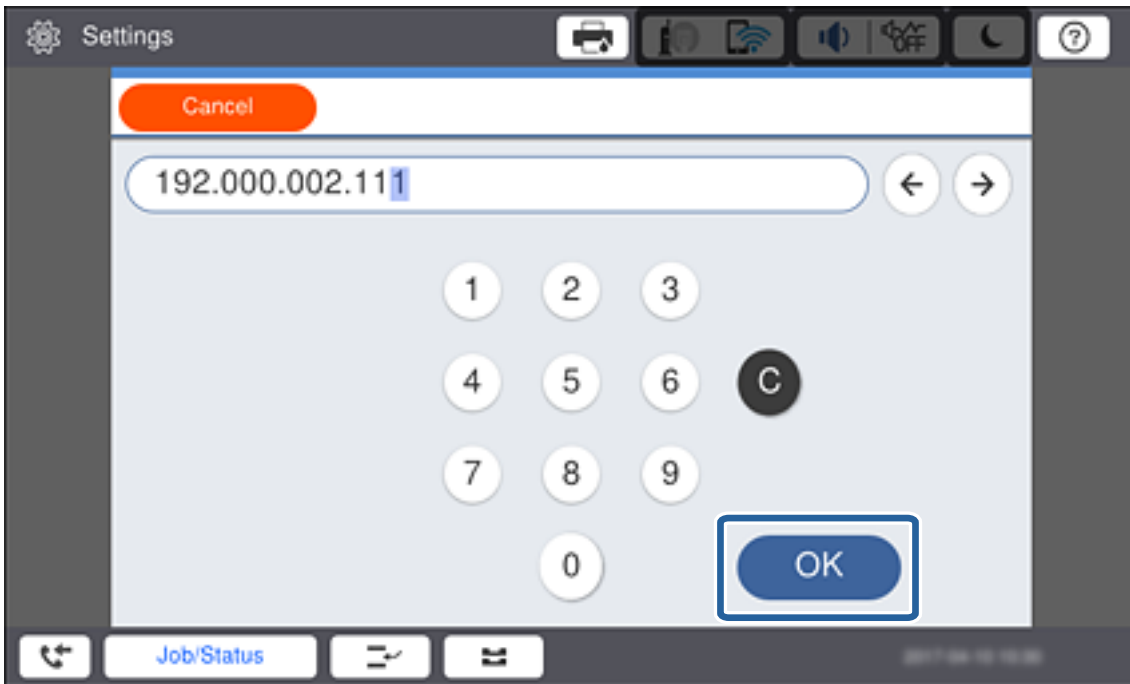 Settings
OFF
?
Cancel
192.000.002.111
← →
1 2 3
4 5 6 C
7 8 9
0 OK
Job/Status